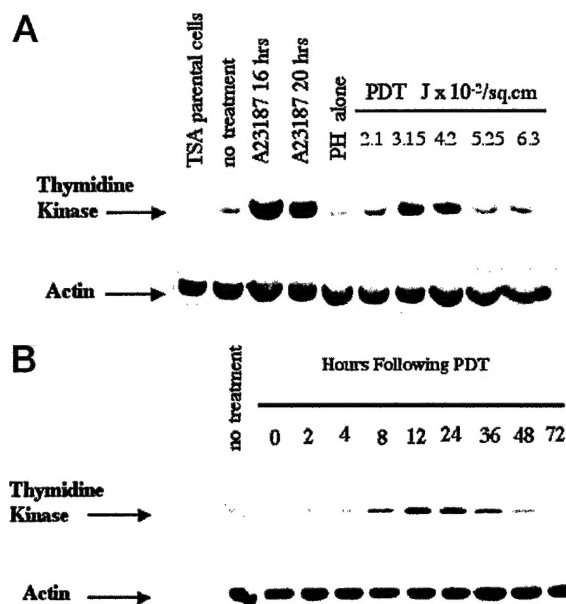 A
TSA parental cells
no treatment
A23187 16 hrs
A23187 20 hrs
PH alone
PDT J x 10-2/sq.cm
2.1 3.15 4.2 5.25 6.3
Thymidine
Kinase
Actin
B
no treatment
Hours Following PDT
0 2 4 8 12 24 36 48 72
Thymidine
Kinase
Actin